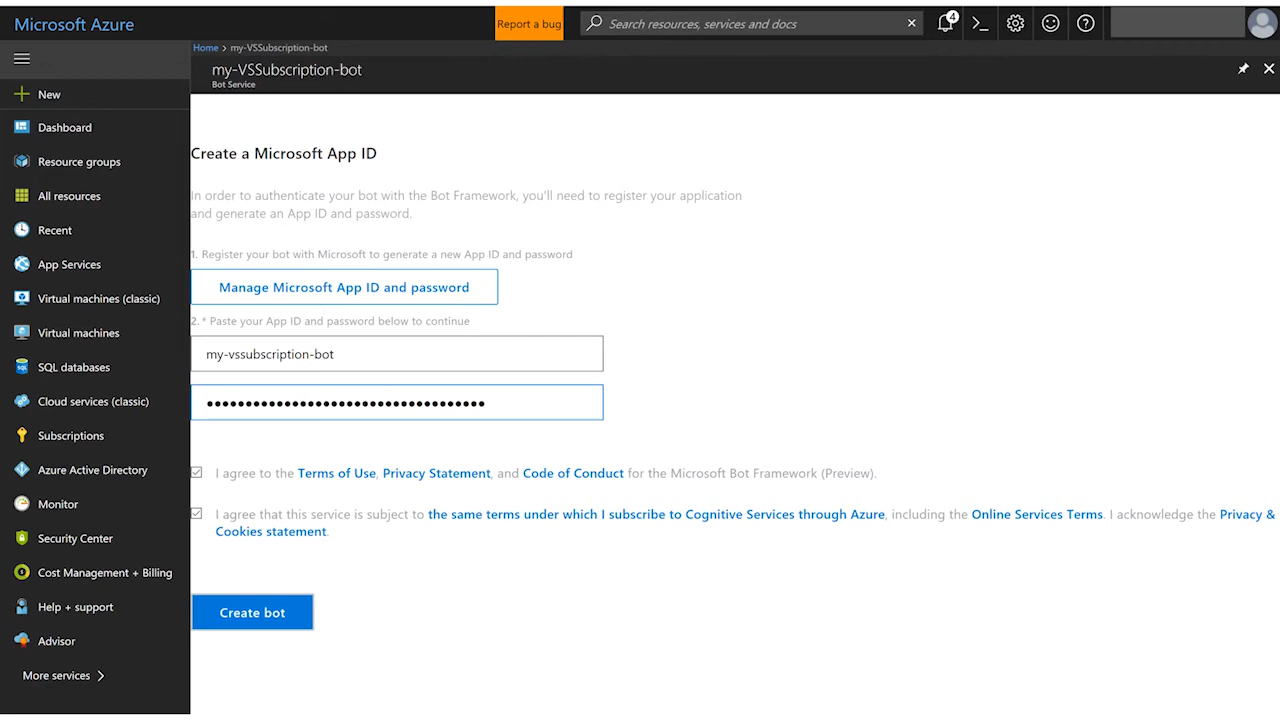 Microsoft Azure
Report a bug
Search resources, services and docs
4
Home > my-VSSubscription-bot
my-VSSubscription-bot
Bot Service
New
Dashboard
Resource groups
All resources
Recent
App Services
Virtual machines (classic)
Virtual machines
SQL databases
Cloud services (classic)
Subscriptions
Azure Active Directory
Monitor
Security Center
Cost Management + Billing
Help + support
Advisor
More services
Create a Microsoft App ID
In order to authenticate your bot with the Bot Framework, you'll need to register your application
and generate an App ID and password.
1. Register your bot with Microsoft to generate a new App ID and password
Manage Microsoft App ID and password
2. * Paste your App ID and password below to continue
my-vssubscription-bot
I agree to the Terms of Use, Privacy Statement, and Code of Conduct for the Microsoft Bot Framework (Preview).
I agree that this service is subject to the same terms under which I subscribe to Cognitive Services through Azure, including the Online Services Terms. I acknowledge the Privacy &
Cookies statement.
Create bot